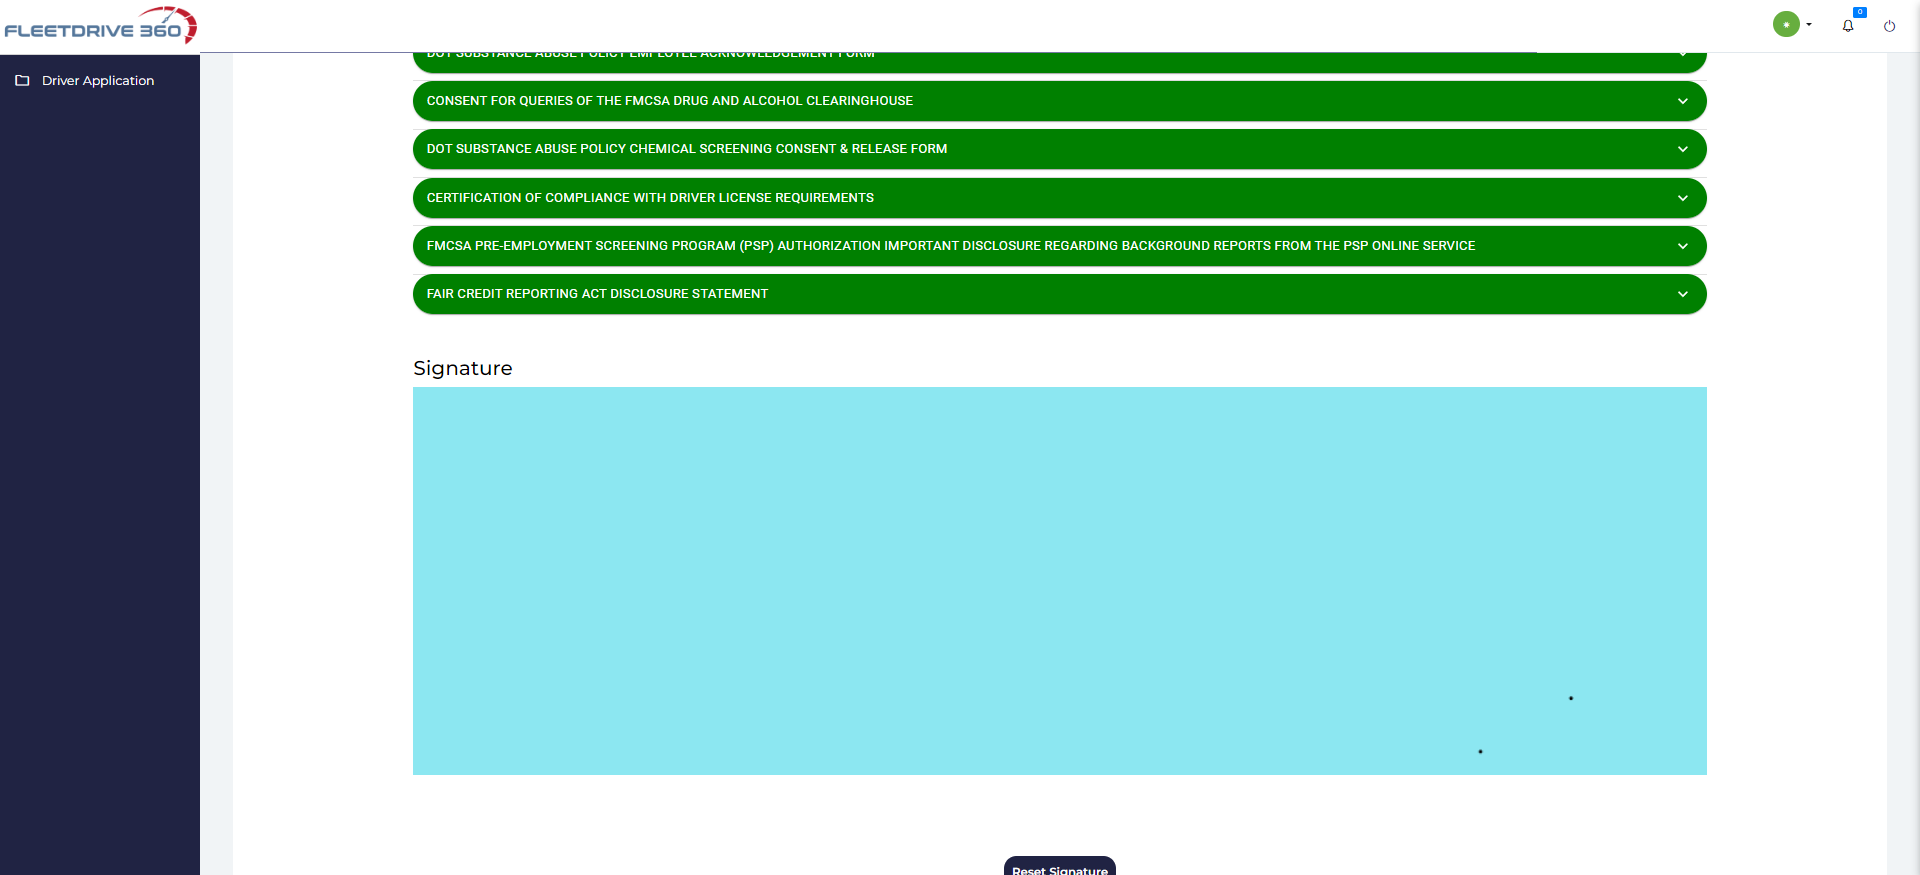 FLEETDRIVE 360
0
Driver Application
DOT SUBSTANCE ABUSE POLICY EMPLOYEE ACKNOWLEDGEMENT FORM
CONSENT FOR QUERIES OF THE FMCSA DRUG AND ALCOHOL CLEARINGHOUSE
DOT SUBSTANCE ABUSE POLICY CHEMICAL SCREENING CONSENT & RELEASE FORM
CERTIFICATION OF COMPLIANCE WITH DRIVER LICENSE REQUIREMENTS
FMCSA PRE-EMPLOYMENT SCREENING PROGRAM (PSP) AUTHORIZATION IMPORTANT DISCLOSURE REGARDING BACKGROUND REPORTS FROM THE PSP ONLINE SERVICE
FAIR CREDIT REPORTING ACT DISCLOSURE STATEMENT
Signature
Reset Signature